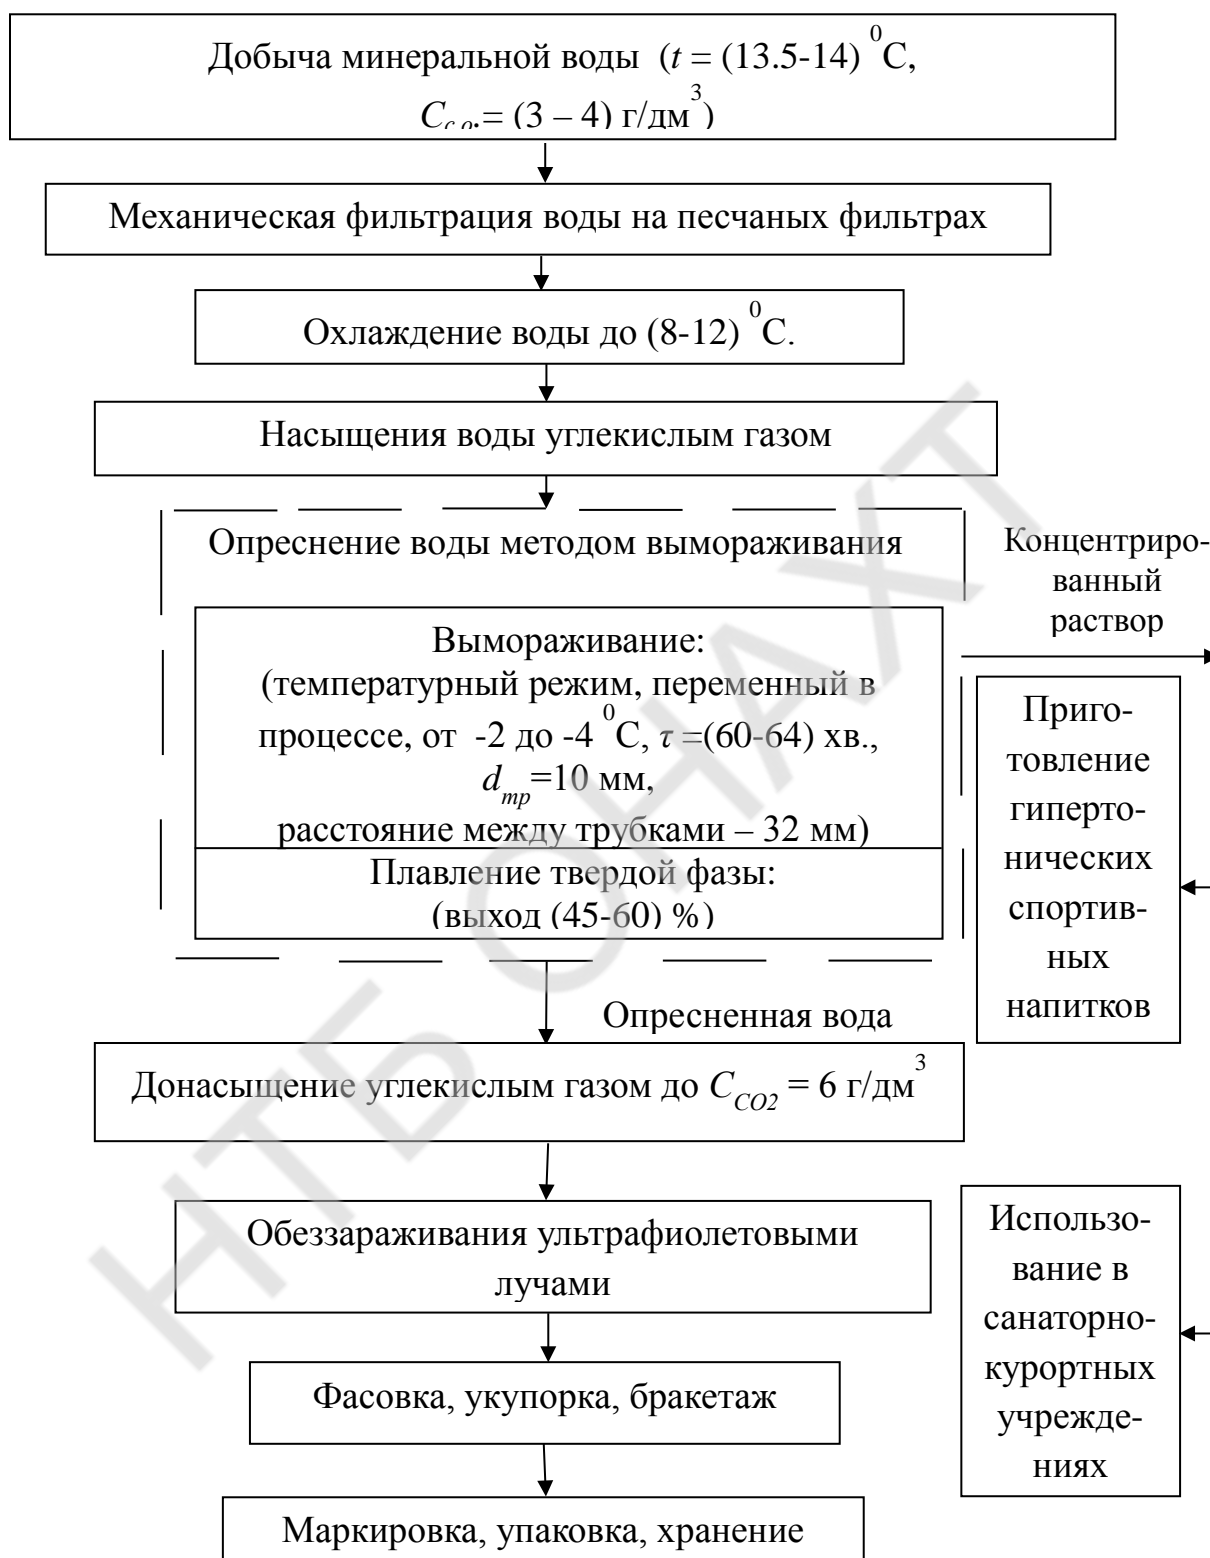 Добыча минеральной воды (t = (13.5-14) ⁰C,
C с.о.= (3 – 4) г/дм³)
Механическая фильтрация воды на песчаных фильтрах
Охлаждение воды до (8-12) ⁰C.
Насыщения воды углекислым газом
Опреснение воды методом вымораживания
Вымораживание:
(температурный режим, переменный в
процессе, от -2 до -4 ⁰C, τ =(60-64) хв.,
d тр=10 мм,
расстояние между трубками – 32 мм)
Плавление твердой фазы:
(выход (45-60) %)
Концентриро-
ванный
раствор
Приго-
товление
гиперто-
нических
спортив-
ных
напитков
Опресненная вода
Донасыщение углекислым газом до C CO2 = 6 г/дм³
Обеззараживания ультрафиолетовыми
лучами
Фасовка, укупорка, бракетаж
Маркировка, упаковка, хранение
Использо-
вание в
санаторно-
курортных
учрежде-
ниях
НТБ ОНАХТ